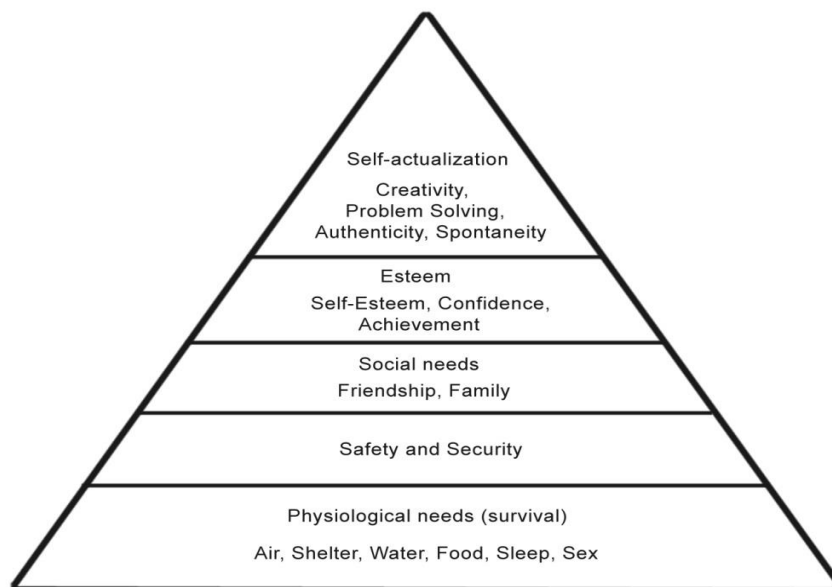 Self-actualization
Creativity,
Problem Solving,
Authenticity, Spontaneity
Esteem
Self-Esteem, Confidence,
Achievement
Social needs
Friendship, Family
Safety and Security
Physiological needs (survival)
Air, Shelter, Water, Food, Sleep, Sex